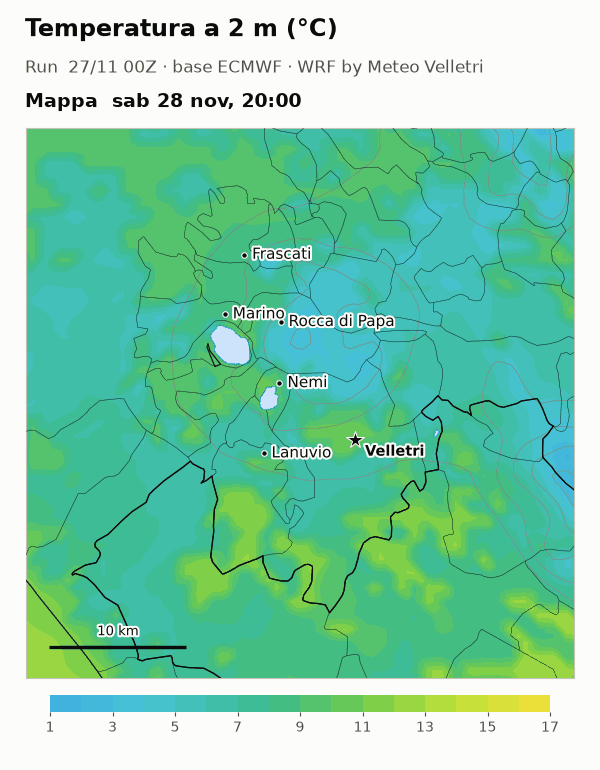 Temperatura a 2 m (°C)
Run  27/11 00Z · base ECMWF · WRF by Meteo Velletri
Mappa  sab 28 nov, 20:00
Frascati
Marino
Rocca di Papa
Nemi
Velletri
Lanuvio
10 km
1 3 5 7 9 11 13 15 17